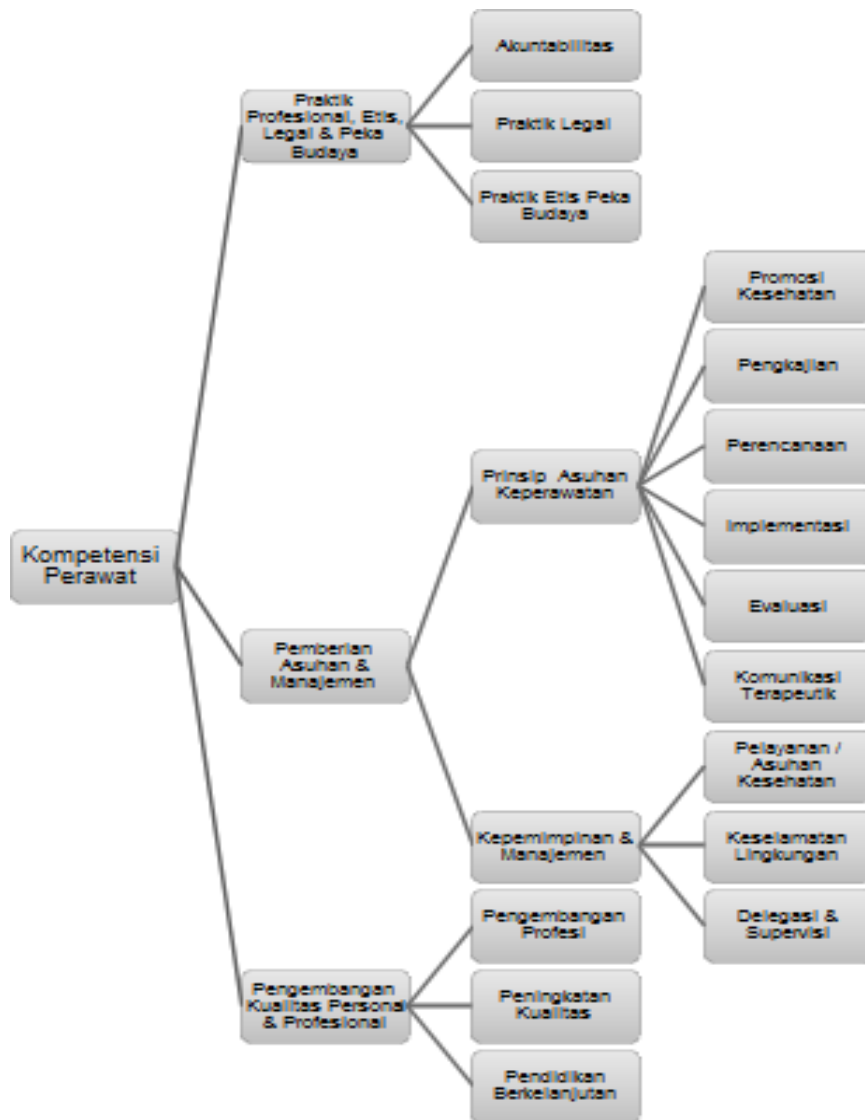 Akuntabilitas
Praktik
Profesional, Etis,
Legal & Peka
Budaya
Praktik Legal
Praktik Etis Peka
Budaya
Promosi
Kesehatan
Pengkajian
Perencanaan
Prinsip Asuhan
Keperawatan
Implementasi
Kompetensi
Perawat
Evaluasi
Pemberian
Asuhan &
Manajemen
Komunikasi
Terapeutik
Pelayanan /
Asuhan
Kesehatan
Kepemimpinan &
Manajemen
Keselamatan
Lingkungan
Delegasi &
Supervisi
Pengembangan
Profesi
Pengembangan
Kualitas Personal
& Profesional
Peningkatan
Kualitas
Pendidikan
Berkelanjutan